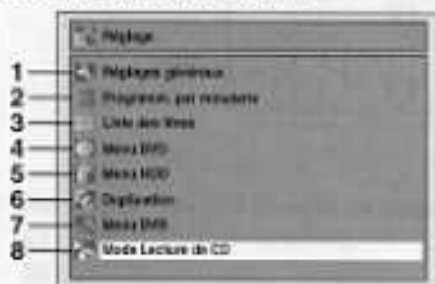 Réglage
1 Réglages généraux
2 Programm. par minuterie
3 Liste des titres
4 Menu DVD
5 Menu HDD
6 Duplication
7 Menu DVB
8 Mode Lecture de CD